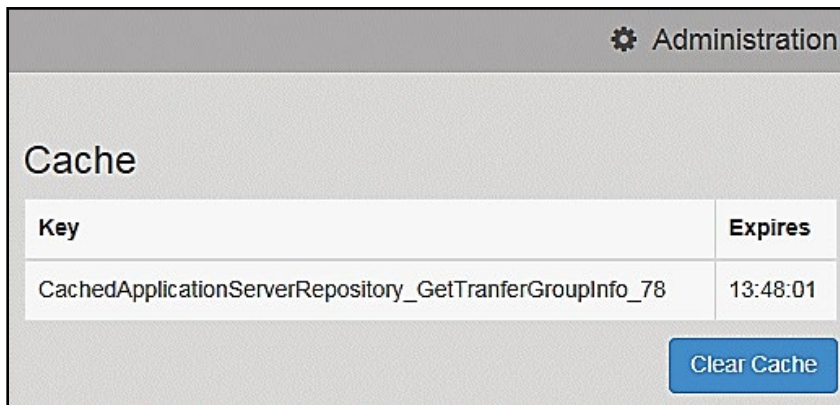 Administration
Cache
Key Expires
CachedApplicationServerRepository_GetTranferGroupInfo_78 13:48:01
Clear Cache